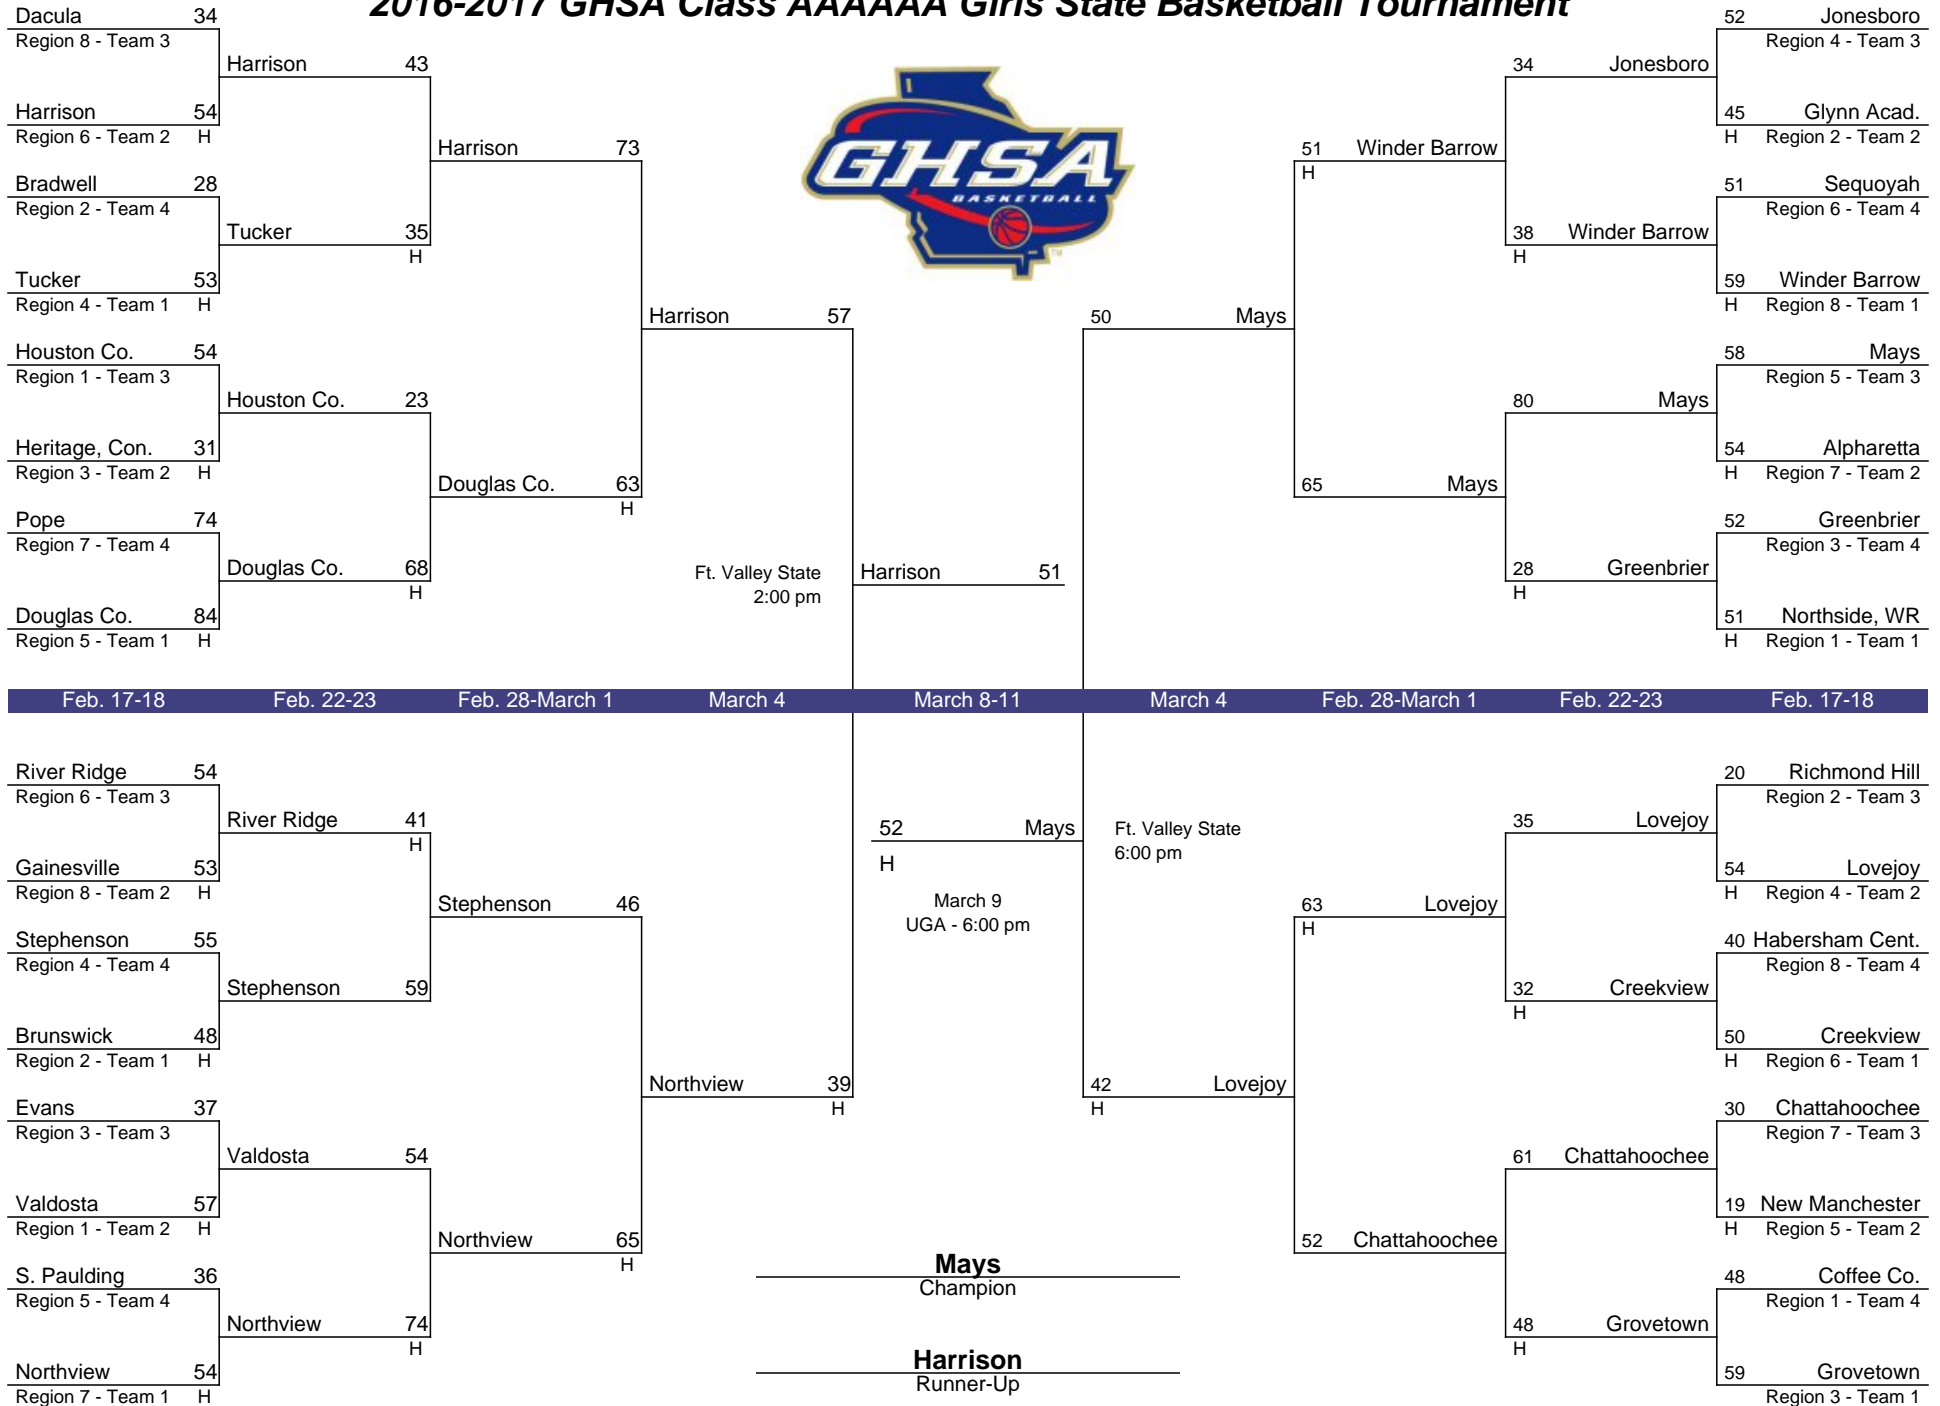 2016-2017 GHSA Class AAAAAA Girls State Basketball Tournament
GHSA
BASKETBALL
TM
Dacula 34
Region 8 - Team 3
Harrison 43
Harrison 54
Region 6 - Team 2 H
Harrison 73
Bradwell 28
Region 2 - Team 4
Tucker 35
H
Tucker 53
Region 4 - Team 1 H
Harrison 57
Houston Co. 54
Region 1 - Team 3
Houston Co. 23
Heritage, Con. 31
Region 3 - Team 2 H
Douglas Co. 63
H
Pope 74
Region 7 - Team 4
Douglas Co. 68
H
Douglas Co. 84
Region 5 - Team 1 H
Ft. Valley State
2:00 pm
Harrison 51
52 Jonesboro
Region 4 - Team 3
34 Jonesboro
45 Glynn Acad.
H Region 2 - Team 2
51 Winder Barrow
H
51 Sequoyah
Region 6 - Team 4
38 Winder Barrow
H
59 Winder Barrow
H Region 8 - Team 1
50 Mays
58 Mays
Region 5 - Team 3
80 Mays
54 Alpharetta
H Region 7 - Team 2
65 Mays
52 Greenbrier
Region 3 - Team 4
28 Greenbrier
H
51 Northside, WR
H Region 1 - Team 1
Feb. 17-18 Feb. 22-23 Feb. 28-March 1 March 4 March 8-11 March 4 Feb. 28-March 1 Feb. 22-23 Feb. 17-18
River Ridge 54
Region 6 - Team 3
River Ridge 41
H
Gainesville 53
Region 8 - Team 2 H
Stephenson 46
Stephenson 55
Region 4 - Team 4
Stephenson 59
Brunswick 48
Region 2 - Team 1 H
Northview 39
H
Evans 37
Region 3 - Team 3
Valdosta 54
Valdosta 57
Region 1 - Team 2 H
Northview 65
H
S. Paulding 36
Region 5 - Team 4
Northview 74
H
Northview 54
Region 7 - Team 1 H
52 Mays
H
March 9
UGA - 6:00 pm
Ft. Valley State
6:00 pm
20 Richmond Hill
Region 2 - Team 3
35 Lovejoy
54 Lovejoy
H Region 4 - Team 2
63 Lovejoy
H
40 Habersham Cent.
Region 8 - Team 4
32 Creekview
H
50 Creekview
H Region 6 - Team 1
42 Lovejoy
H
30 Chattahoochee
Region 7 - Team 3
61 Chattahoochee
19 New Manchester
H Region 5 - Team 2
52 Chattahoochee
48 Coffee Co.
Region 1 - Team 4
48 Grovetown
H
59 Grovetown
Region 3 - Team 1
Mays
Champion
Harrison
Runner-Up